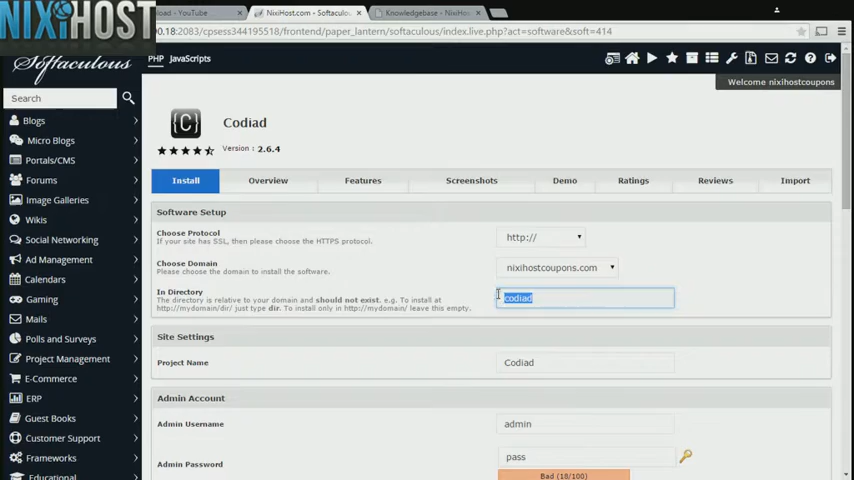 NIXIHOST
load - YouTube
NixiHost.com - Softaculou
Knowledgebase - NixiHos
00.18:2083/cpsess344195518/frontend/paper_lantern/softaculous/index.live.php?act=software&soft=414
Softaculous
PHP JavaScripts
Welcome nixihostcoupons
Search
Blogs
Micro Blogs
Portals/CMS
Forums
Image Galleries
Wikis
Social Networking
Ad Management
Calendars
Gaming
Mails
Polls and Surveys
Project Management
E-Commerce
ERP
Guest Books
Customer Support
Frameworks
Educational
{C}
Codiad
Version : 2.6.4
Install Overview Features Screenshots Demo Ratings Reviews Import
Software Setup
Choose Protocol
If your site has SSL, then please choose the HTTPS protocol.
http://
Choose Domain
Please choose the domain to install the software.
nixihostcoupons.com
In Directory
The directory is relative to your domain and should not exist. e.g. To install at
http://mydomain/dir/ just type dir. To install only in http://mydomain/ leave this empty.
codiad
Site Settings
Project Name
Codiad
Admin Account
Admin Username
admin
Admin Password
pass
Bad (18/100)